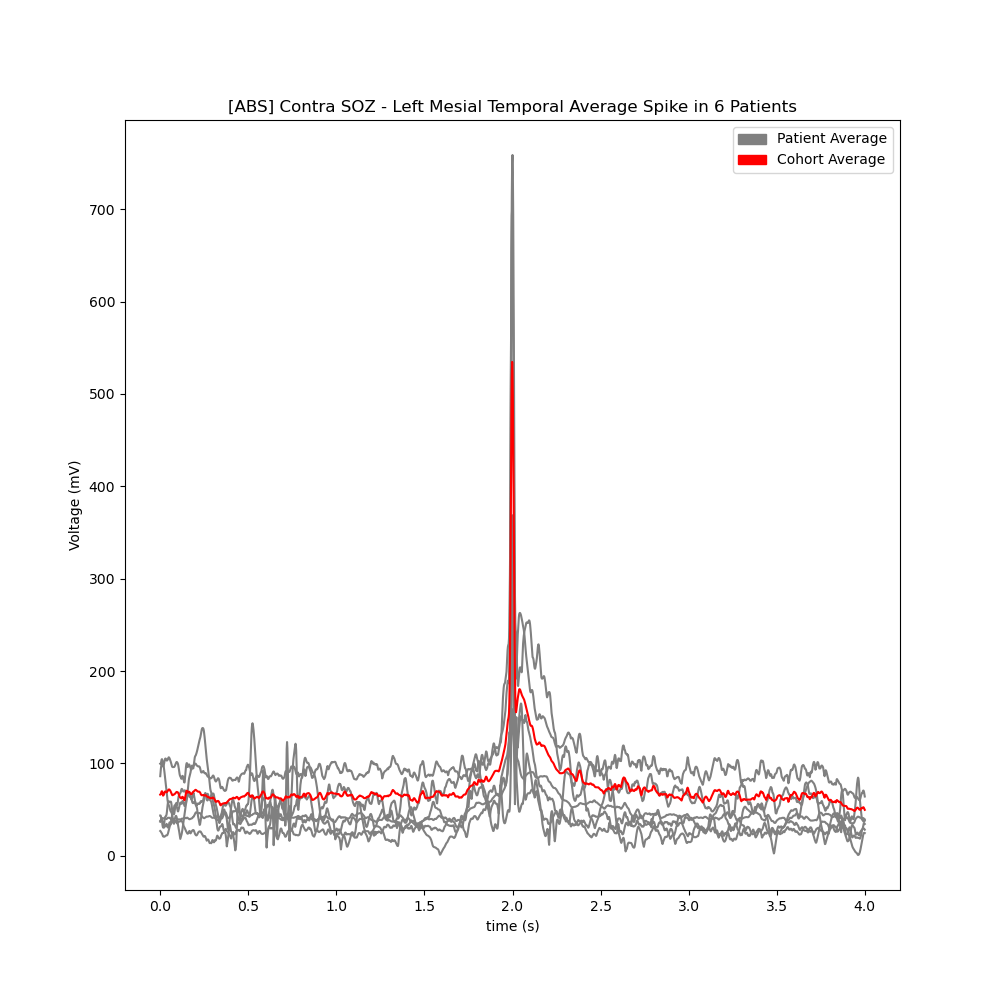 [ABS] Contra SOZ - Left Mesial Temporal Average Spike in 6 Patients
Patient Average
Cohort Average
700
600
500
400
300
200
100
0
Voltage (mV)
0.0 0.5 1.0 1.5 2.0 2.5 3.0 3.5 4.0
time (s)